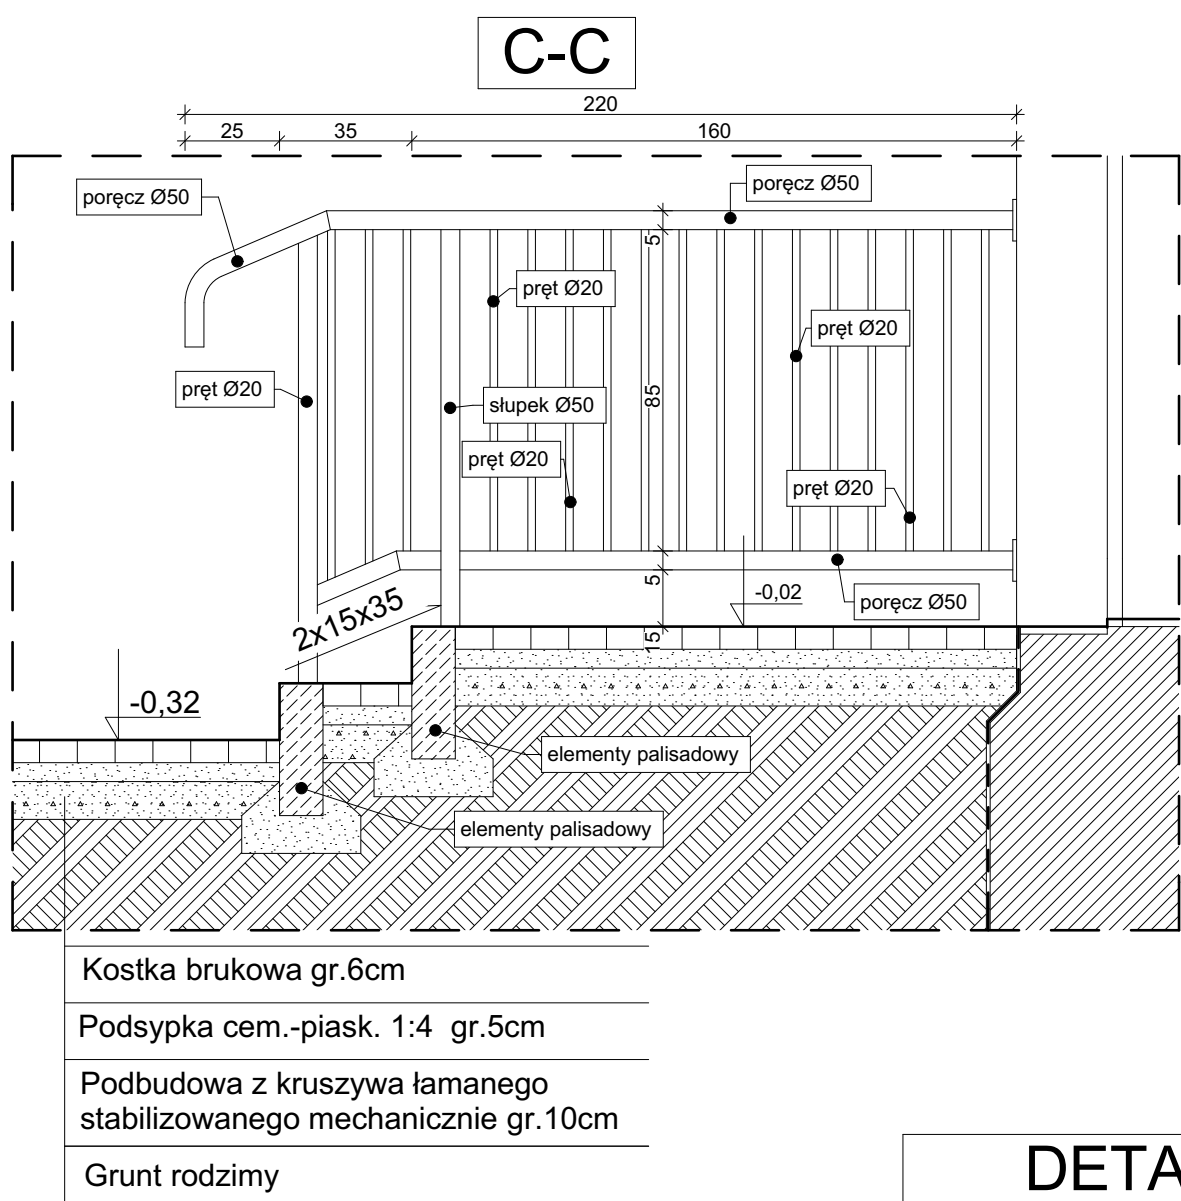 C-C
220
25
35
160
poręcz Ø50
poręcz Ø50
5
pręt Ø20
pręt Ø20
pręt Ø20
słupek Ø50
85
pręt Ø20
pręt Ø20
5
-0,02
poręcz Ø50
2x15x35
15
-0,32
elementy palisadowy
elementy palisadowy
Kostka brukowa gr.6cm
Podsypka cem.-piask. 1:4 gr.5cm
Podbudowa z kruszywa łamanego
stabilizowanego mechanicznie gr.10cm
Grunt rodzimy
DETA